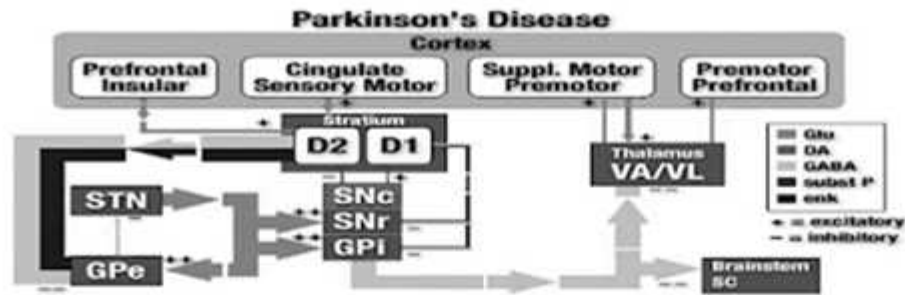 Parkinson's Disease
Cortex
Prefrontal
Insular
Cingulate
Sensory Motor
Suppl. Motor
Premotor
Premotor
Prefrontal
Stratium
D2
D1
Thalamus
VA/VL
Glu
DA
GABA
subst P
enk
+ = excitatory
- = inhibitory
STN
SNc
SNr
GPi
GPe
Brainstem
SC